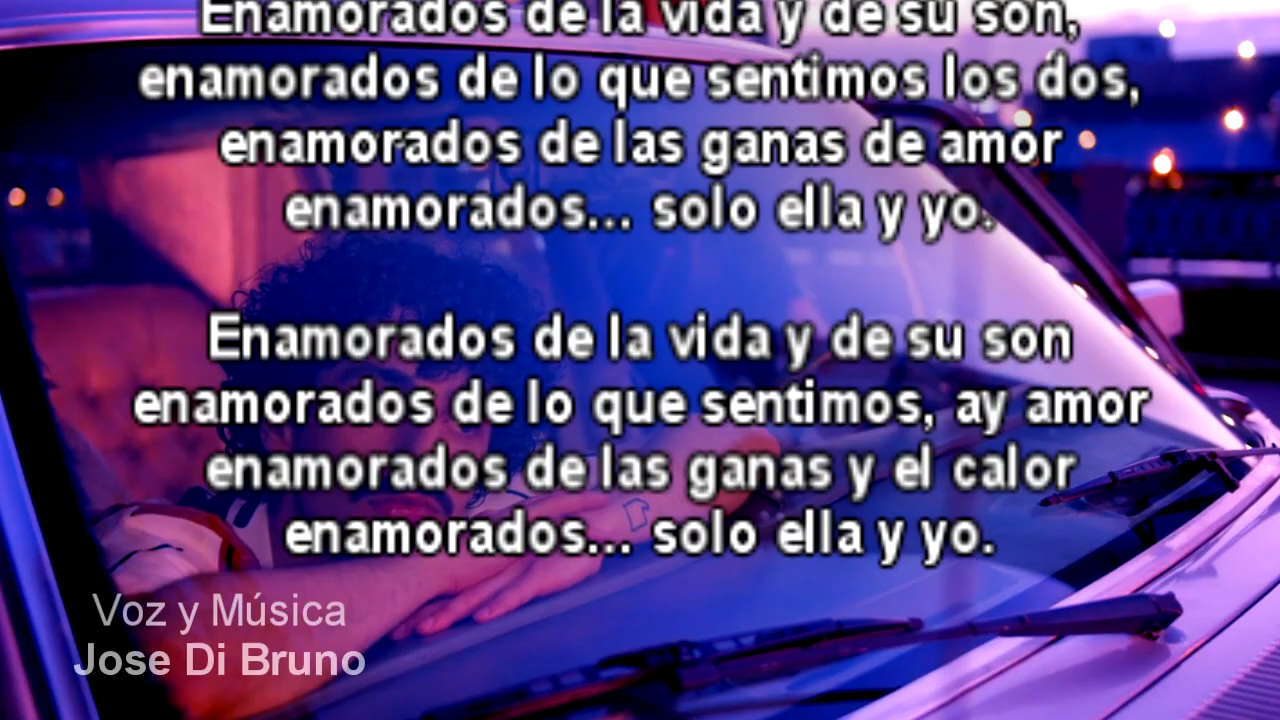 Enamorados de la vida y de su son,
enamorados de lo que sentimos los dos,
enamorados de las ganas de amor
enamorados... solo ella y yo.
Enamorados de la vida y de su son
enamorados de lo que sentimos, ay amor
enamorados de las ganas y el calor
enamorados... solo ella y yo.
Voz y Música
Jose Di Bruno